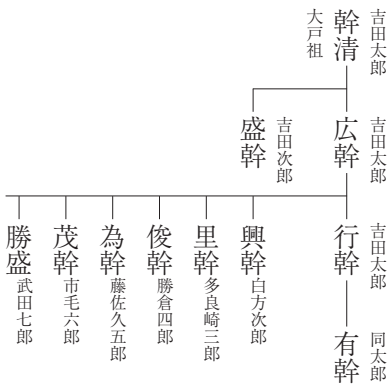 吉田太郎
幹清
大戸祖
吉田太郎
広幹
吉田次郎
盛幹
吉田太郎
行幹
同太郎
有幹
興幹白方次郎
里幹多良崎三郎
俊幹勝倉四郎
為幹藤佐久五郎
茂幹市毛六郎
勝盛武田七郎